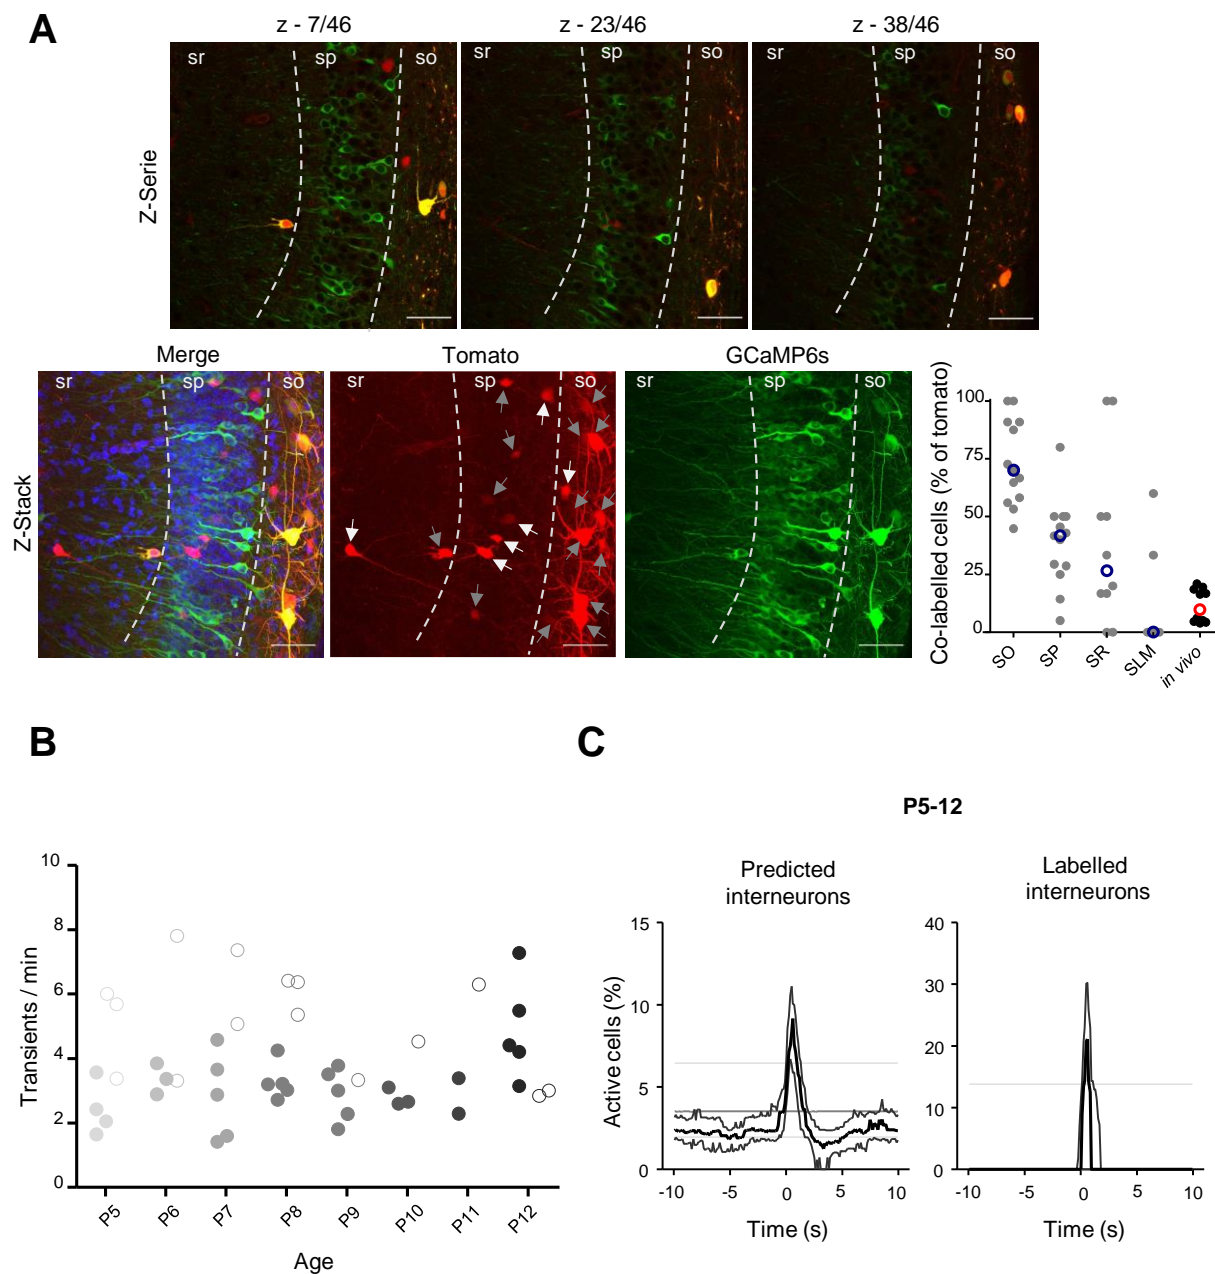 A
z - 7/46
z - 23/46
z - 38/46
sr
sp
so
sr
sp
so
sr
sp
so
Z-Serie
Merge
Tomato
GCaMP6s
sr
sp
so
sr
sp
so
sr
sp
so
Z-Stack
Co-labelled cells (% of tomato)
100
75
50
25
0
SO
SP
SR
SLM
in vivo
B
Transients / min
10
8
6
4
2
0
P5
P6
P7
P8
P9
P10
P11
P12
Age
C
P5-12
Predicted
interneurons
Active cells (%)
15
10
5
0
-10
-5
0
5
10
Time (s)
Labelled
interneurons
40
30
20
10
0
-10
-5
0
5
10
Time (s)